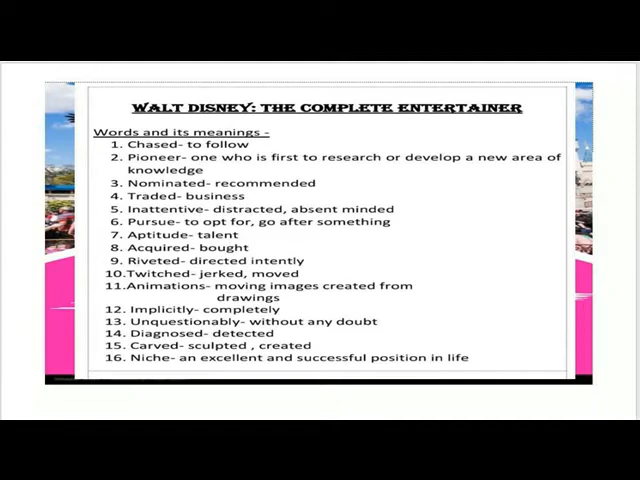 WALT DISNEY: THE COMPLETE ENTERTAINER
Words and its meanings -
1. Chased- to follow
2. Pioneer- one who is first to research or develop a new area of
knowledge
3. Nominated- recommended
4. Traded- business
5. Inattentive- distracted, absent minded
6. Pursue- to opt for, go after something
7. Aptitude- talent
8. Acquired- bought
9. Riveted- directed intently
10.Twitched- jerked, moved
11.Animations- moving images created from
drawings
12. Implicitly- completely
13. Unquestionably- without any doubt
14. Diagnosed- detected
15. Carved- sculpted , created
16. Niche- an excellent and successful position in life